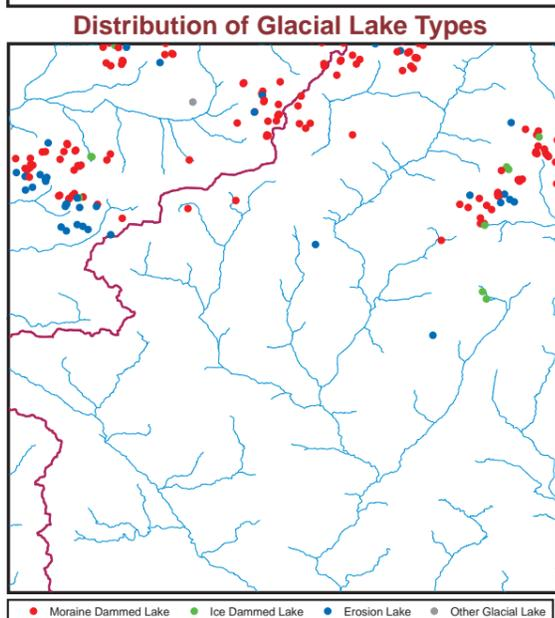 Distribution of Glacial Lake Types
Moraine Dammed Lake Ice Dammed Lake Erosion Lake Other Glacial Lake